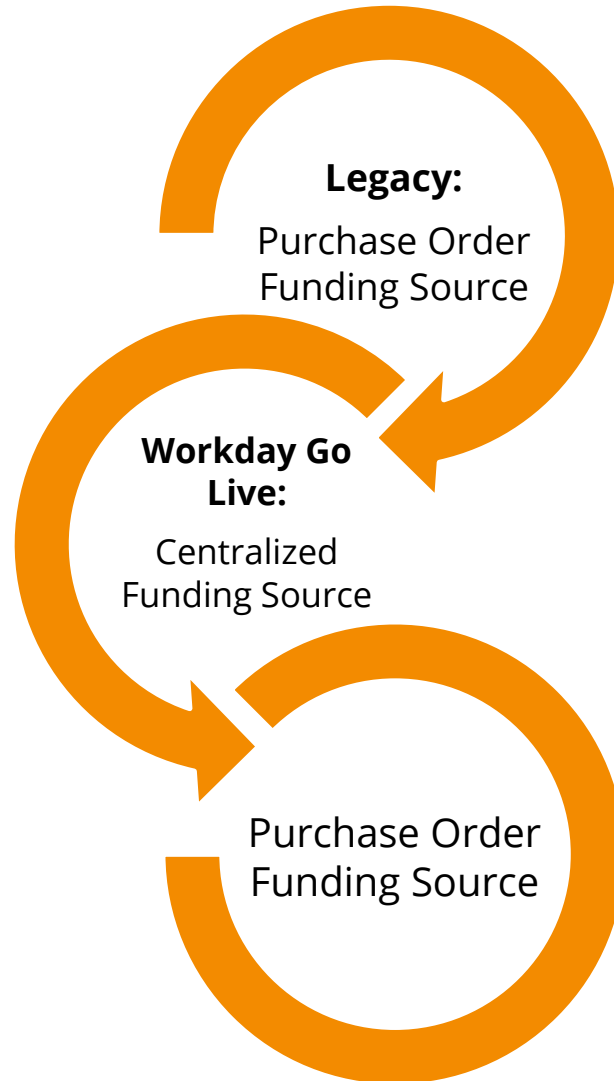 Legacy:
Purchase Order
Funding Source
Workday Go
Live:
Centralized
Funding Source
Purchase Order
Funding Source